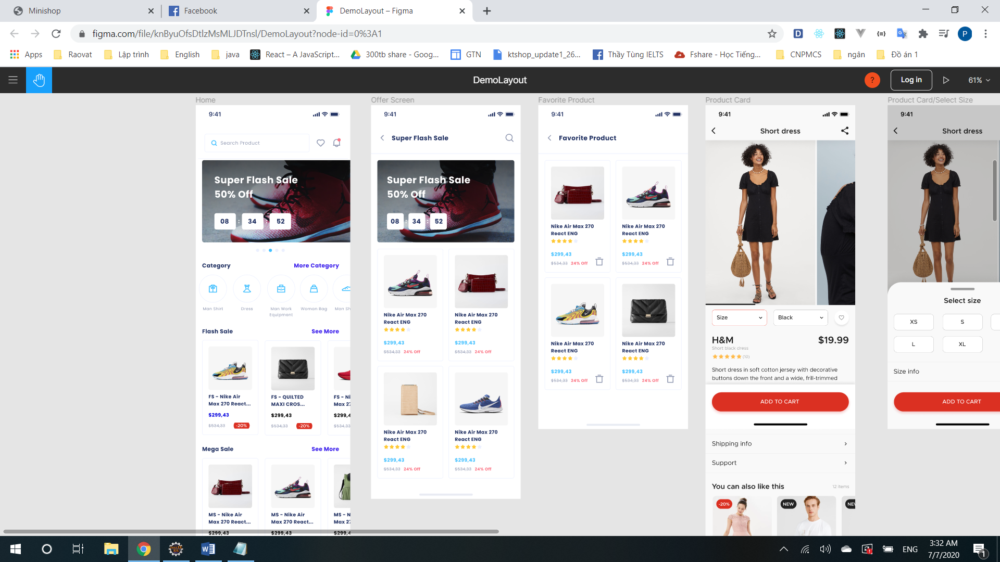 Minishop
Facebook
DemoLayout – Figma
figma.com/file/knByuOfsDtlzMsMLJDTnsl/DemoLayout?node-id=0%3A1
P
Apps
Raovat
Lập trình
English
java
React – A JavaScript...
300tb share - Goog...
GTN
ktshop_update1_26...
Thầy Tùng IELTS
Fshare - Học Tiếng...
CNPMCS
ngân
Đồ án 1
DemoLayout
?
Log in
61%
Home
9:41
Search Product
Super Flash Sale
50% Off
08 : 34 : 52
Category
More Category
Man Shirt
Dress
Man Work
Equipment
Woman Bag
Man Sh
Flash Sale
See More
FS - Nike Air
Max 270 React...
$299,43
$534,33
-20%
FS - QUILTED
MAXI CROS...
$299,43
$534,33
-20%
FS - Ni
Max 27
$299,4
$534,33
Mega Sale
See More
MS - Nike Air
Max 270 React...
$299,43
MS - Nike Air
Max 270 React...
$299,43
MS - N
Max 27
$299,4
Offer Screen
9:41
Super Flash Sale
Super Flash Sale
50% Off
08 : 34 : 52
Nike Air Max 270
React ENG
$299,43
$534,33 24% Off
Nike Air Max 270
React ENG
$299,43
$534,33 24% Off
Nike Air Max 270
React ENG
$299,43
$534,33 24% Off
Nike Air Max 270
React ENG
$299,43
$534,33 24% Off
Favorite Product
9:41
Favorite Product
Nike Air Max 270
React ENG
$299,43
$534,33 24% Off
Nike Air Max 270
React ENG
$299,43
$534,33 24% Off
Nike Air Max 270
React ENG
$299,43
$534,33 24% Off
Nike Air Max 270
React ENG
$299,43
$534,33 24% Off
Product Card
9:41
Short dress
Size
Black
H&M
$19.99
Short black dress
(10)
Short dress in soft cotton jersey with decorative
buttons down the front and a wide, frill-trimmed
ADD TO CART
Shipping info
Support
You can also like this
12 items
-20%
NEW
NEW
Product Card/Select Size
9:41
Short dress
Select size
XS
S
L
XL
Size info
ADD TO CART
ENG
3:32 AM
7/7/2020
1